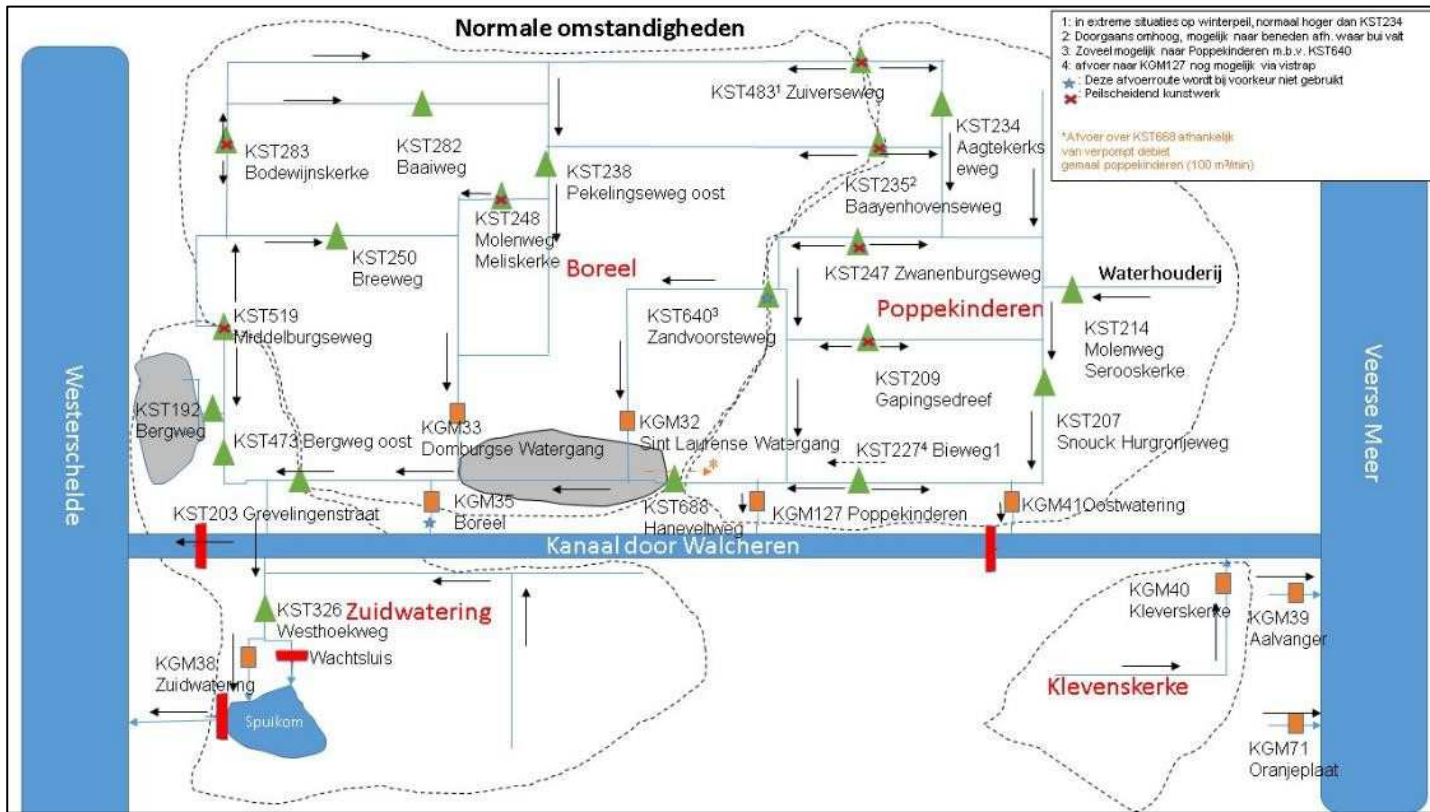 Normale omstandigheden
1: in extreme situaties op winterpeil, normaal hoger dan KST234
2: Doorgaans omhoog, mogelijk naar beneden afh. waar bui valt
3: Zoveel mogelijk naar Poppekinderen m.b.v. KST640
4: afvoer naar KGM127 nog mogelijk via vistrap
: Deze afvoerroute wordt bij voorkeur niet gebruikt
: Peilscheidend kunstwerk
*Afvoer over KST668 afhankelijk
van verpompt debiet
gemaal poppekinderen (100 m³/min)
KST483¹ Zuiverseweg
KST283
Bodewijnskerke
KST282
Baaiweg
KST238
Pekelingseweg oost
KST234
Aagtekerks
eweg
KST235²
Baayenhovenseweg
KST248
Molenweg
Meliskerke
KST250
Breeweg
Boreel
KST247 Zwanenburgseweg
Waterhouderij
Poppekinderen
KST519
Middelburgseweg
KST640³
Zandvoorsteweg
KST214
Molenweg
Serooskerke
KST209
Gapingsedreef
KST192
Bergweg
KST473 Bergweg oost
KGM33
Domburgse Watergang
KGM32
Sint Laurense Watergang
*
KST207
Snouck Hurgronjeweg
KST227⁴ Bieweg1
KST203 Grevelingenstraat
KGM35
Boreel
KST688
Haneveltweg
KGM127 Poppekinderen
KGM41Oostwatering
Westerschelde
Veerse Meer
Kanaal door Walcheren
KST326
Westhoekweg
Zuidwatering
Wachtsluis
KGM38
Zuidwatering
Spuikom
KGM40
Kleverskerke
KGM39
Aalvanger
Klevenskerke
KGM71
Oranjeplaat